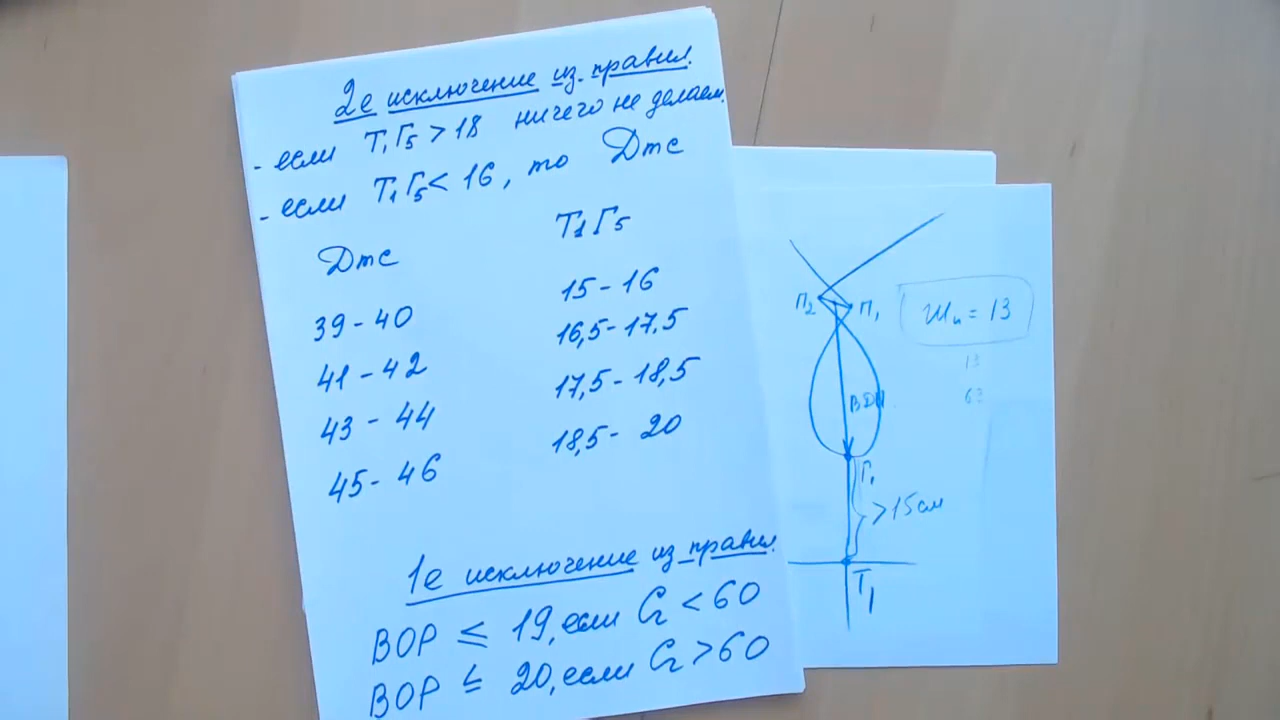 2е исключение из правил.
- если Т₁Г₅ > 18 ничего не делаем.
- если Т₁Г₅ < 16, то Дтс
Дтс Т₁Г₅
39 - 40 15 - 16
41 - 42 16,5 - 17,5
43 - 44 17,5 - 18,5
45 - 46 18,5 - 20
1е исключение из правил.
ВОР ≤ 19, если Сг < 60
ВОР ≤ 20, если Сг > 60
П₂ П₁
Шп = 13
13
ВДН
Г₁
> 15 см
Т₁